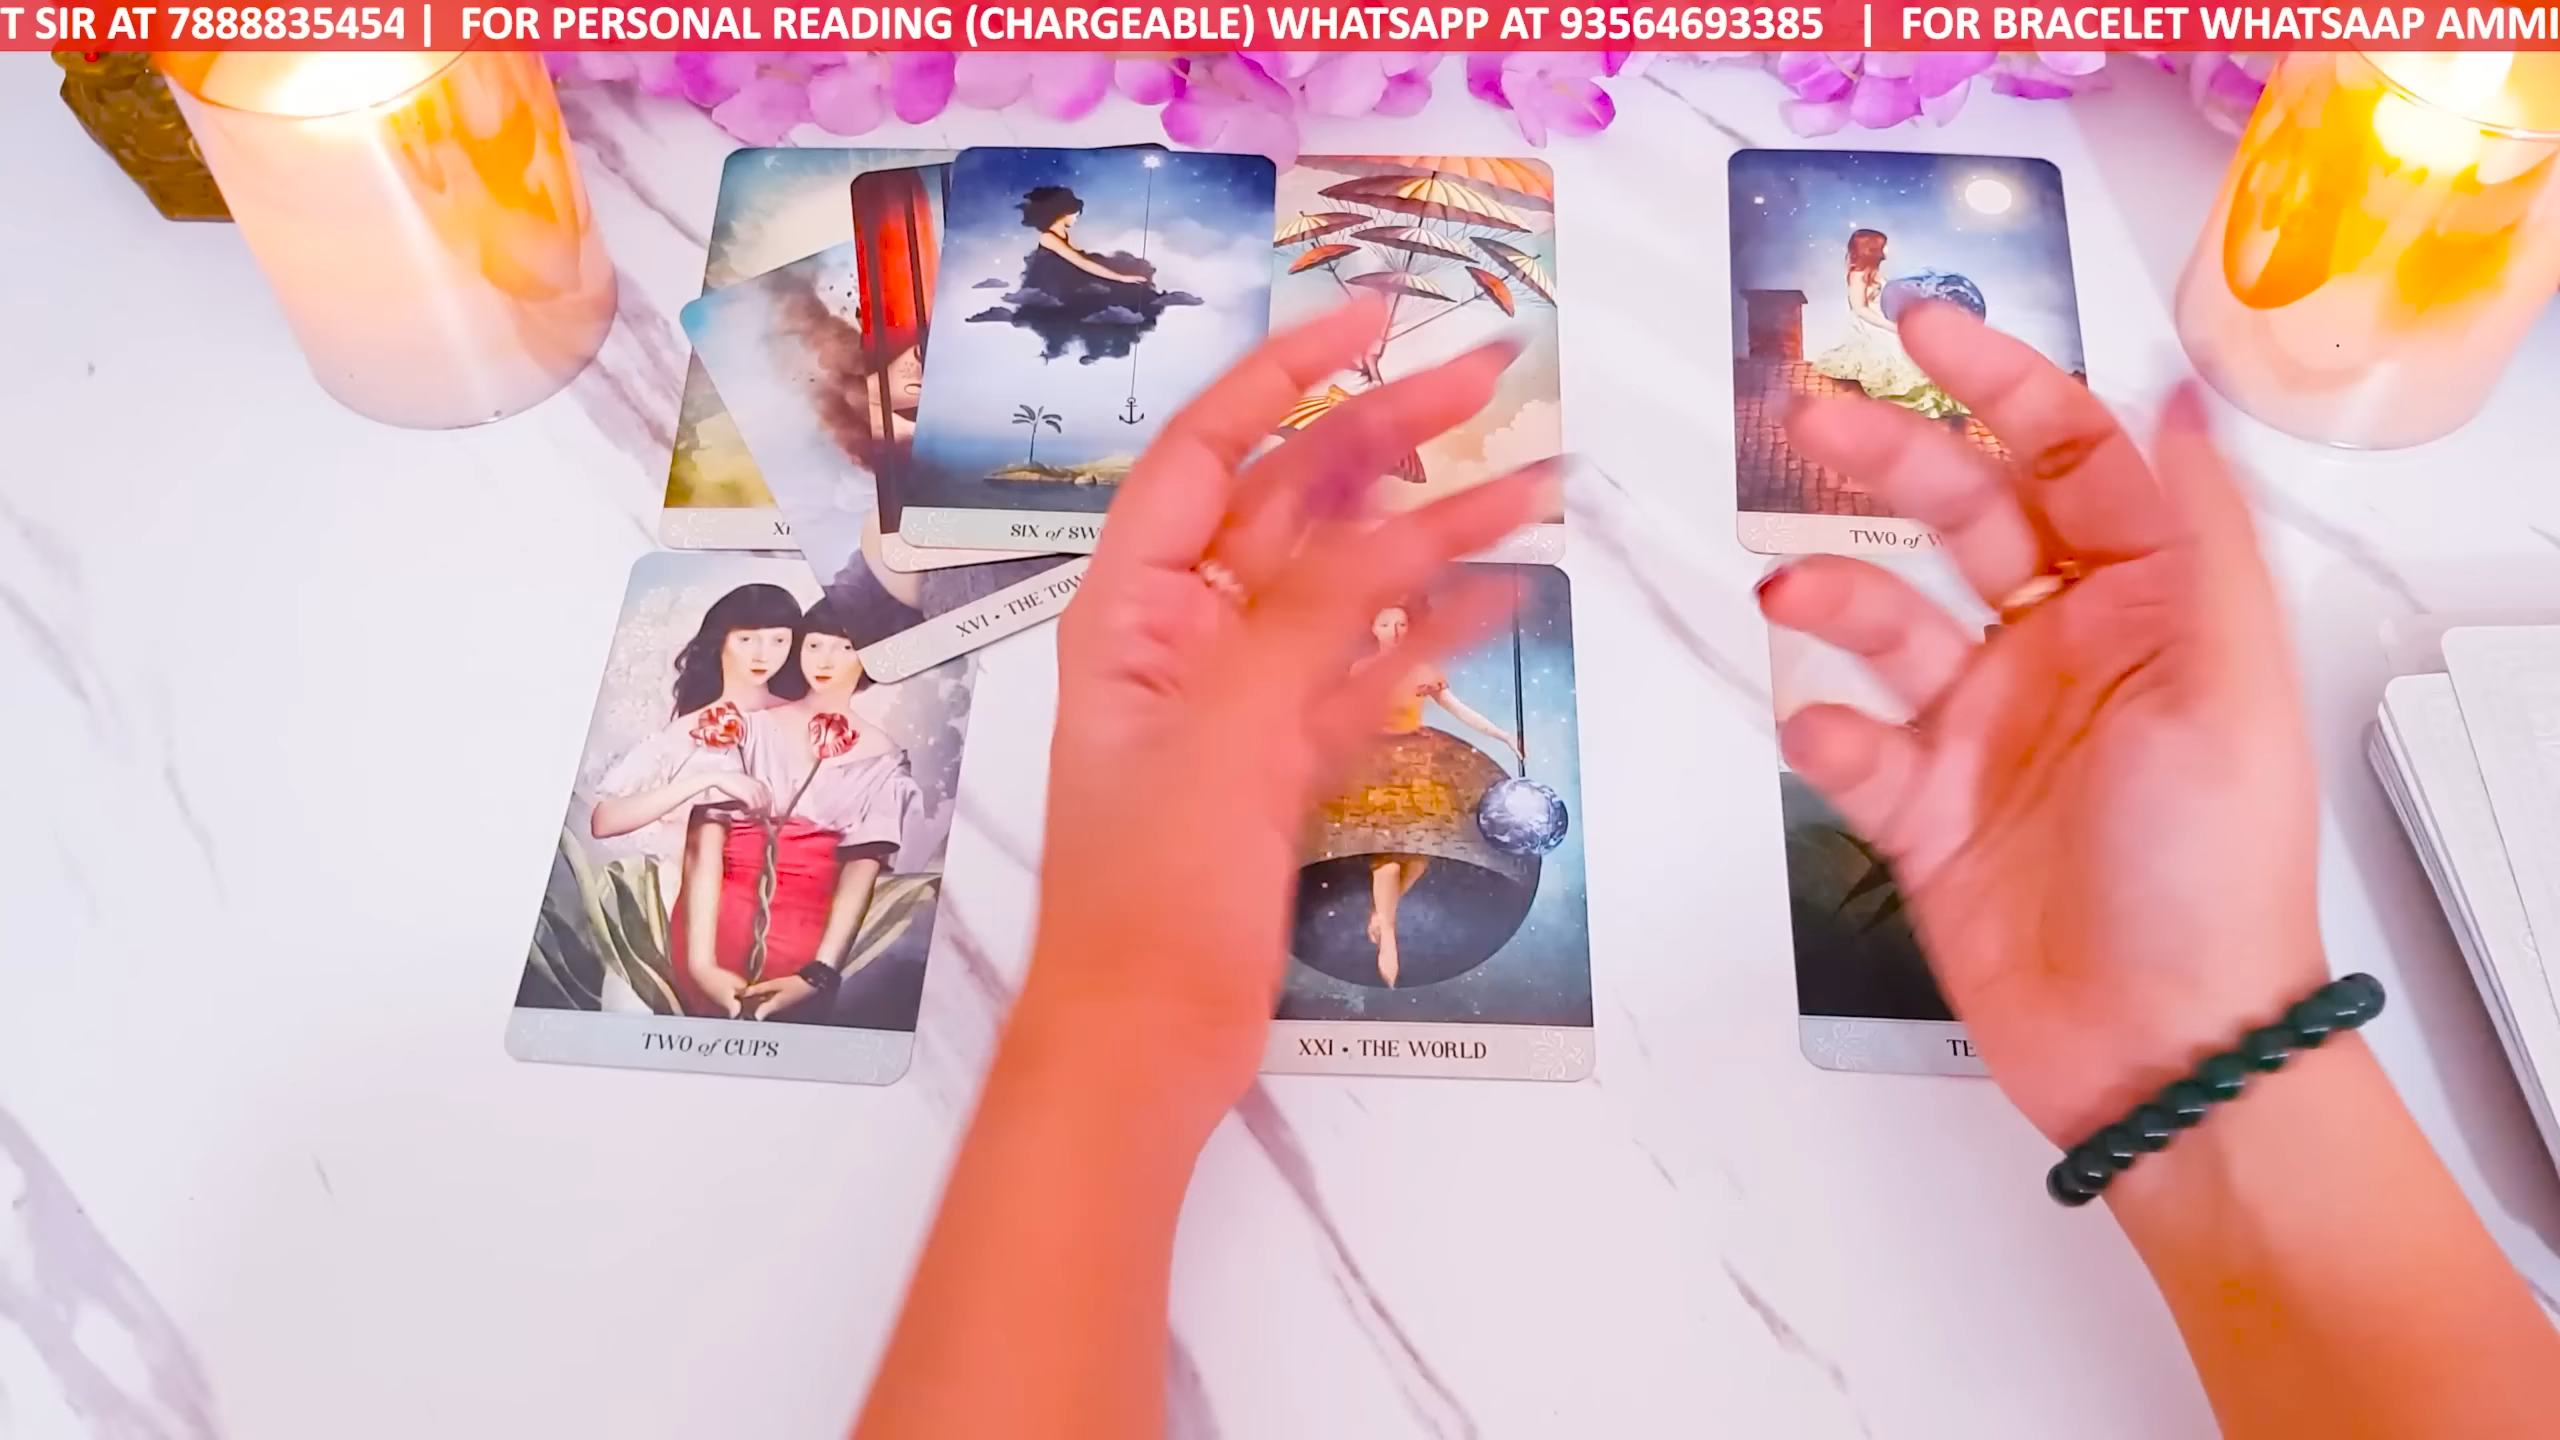 T SIR AT 7888835454 | FOR PERSONAL READING (CHARGEABLE) WHATSAPP AT 93564693385 | FOR BRACELET WHATSAAP AMMI
SIX of SW
TWO of
XVI • THE TOW
TWO of CUPS
XXI • THE WORLD